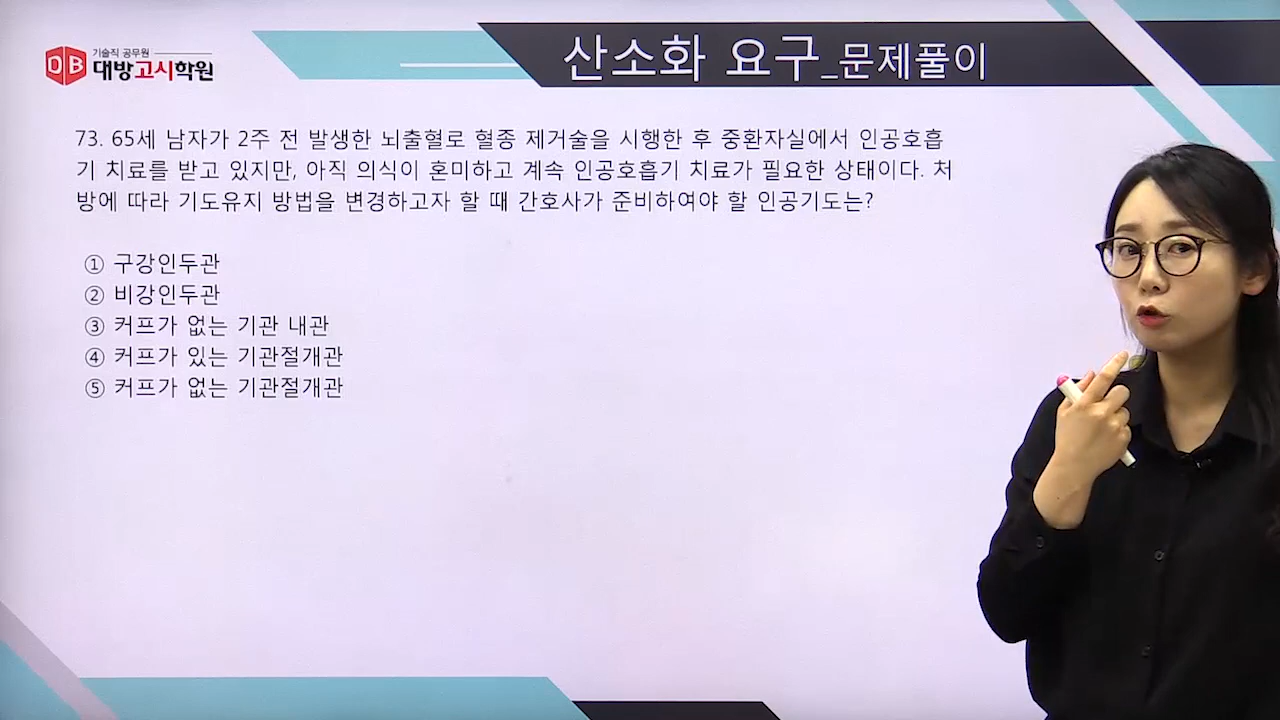 기술직 공무원
DB 대방고시학원
산소화 요구_문제풀이
73. 65세 남자가 2주 전 발생한 뇌출혈로 혈종 제거술을 시행한 후 중환자실에서 인공호흡
기 치료를 받고 있지만, 아직 의식이 혼미하고 계속 인공호흡기 치료가 필요한 상태이다. 처
방에 따라 기도유지 방법을 변경하고자 할 때 간호사가 준비하여야 할 인공기도는?
① 구강인두관
② 비강인두관
③ 커프가 없는 기관 내관
④ 커프가 있는 기관절개관
⑤ 커프가 없는 기관절개관